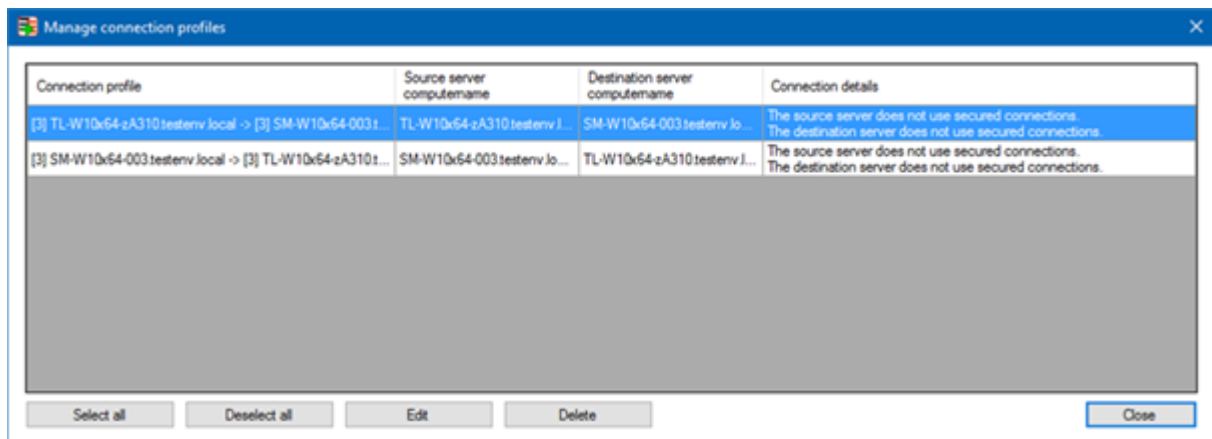 Manage connection profiles
Connection profile
Source server
computername
Destination server
computername
Connection details
[3] TL-W10x64-zA310.testenv.local -> [3] SM-W10x64-003.t...
TL-W10x64-zA310.testenv.l...
SM-W10x64-003.testenv.lo...
The source server does not use secured connections.
The destination server does not use secured connections.
[3] SM-W10x64-003.testenv.local -> [3] TL-W10x64-zA310.t...
SM-W10x64-003.testenv.lo...
TL-W10x64-zA310.testenv.l...
The source server does not use secured connections.
The destination server does not use secured connections.
Select all
Deselect all
Edit
Delete
Close